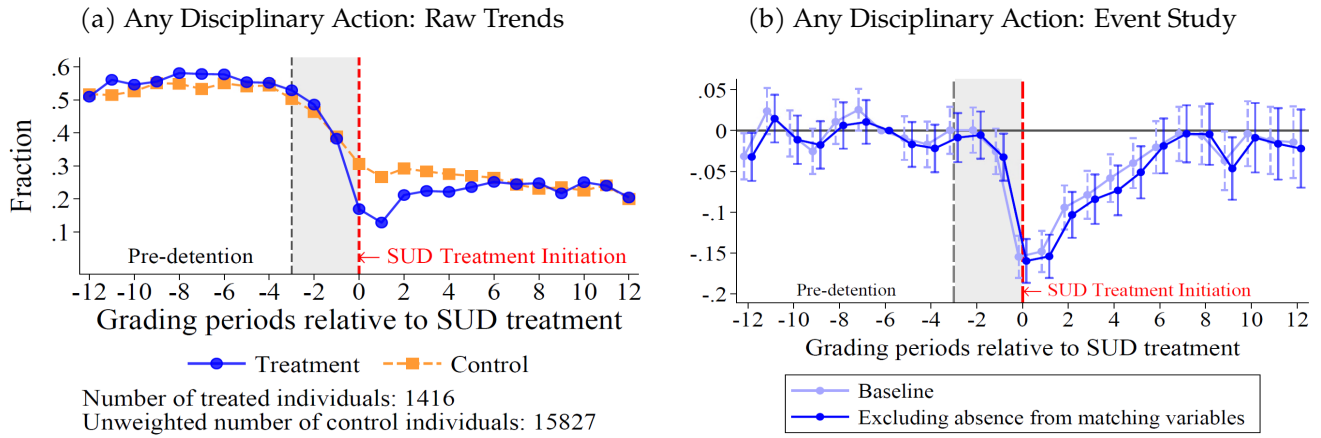 (a) Any Disciplinary Action: Raw Trends
.6
.5
.4
.3
.2
.1
Fraction
Pre-detention
← SUD Treatment Initiation
-12 -10 -8 -6 -4 -2 0 2 4 6 8 10 12
Grading periods relative to SUD treatment
Treatment
Control
Number of treated individuals: 1416
Unweighted number of control individuals: 15827
(b) Any Disciplinary Action: Event Study
.05
0
-.05
-.1
-.15
-.2
Pre-detention
← SUD Treatment Initiation
-12 -10 -8 -6 -4 -2 0 2 4 6 8 10 12
Grading periods relative to SUD treatment
Baseline
Excluding absence from matching variables